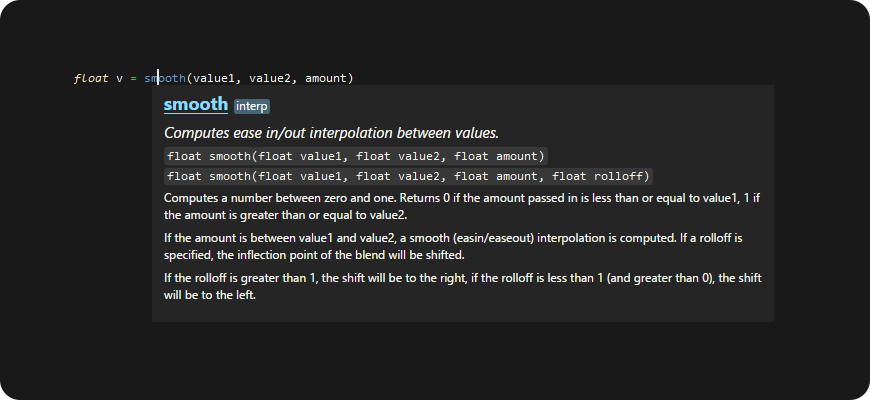 float v = smooth(value1, value2, amount)
smooth interp
Computes ease in/out interpolation between values.
float smooth(float value1, float value2, float amount)
float smooth(float value1, float value2, float amount, float rolloff)
Computes a number between zero and one. Returns 0 if the amount passed in is less than or equal to value1, 1 if
the amount is greater than or equal to value2.
If the amount is between value1 and value2, a smooth (easin/easeout) interpolation is computed. If a rolloff is
specified, the inflection point of the blend will be shifted.
If the rolloff is greater than 1, the shift will be to the right, if the rolloff is less than 1 (and greater than 0), the shift
will be to the left.